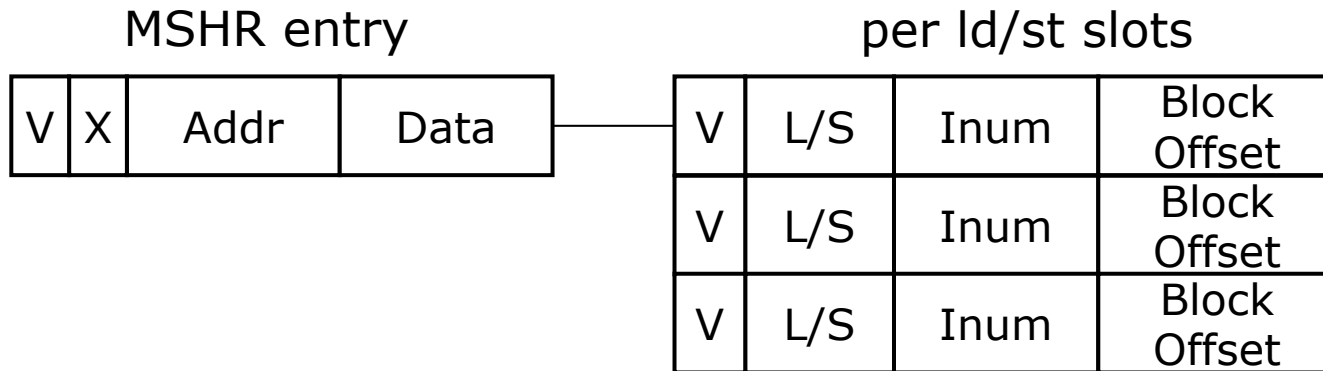 MSHR entry
per ld/st slots
V X Addr Data
V L/S Inum Block
Offset
V L/S Inum Block
Offset
V L/S Inum Block
Offset